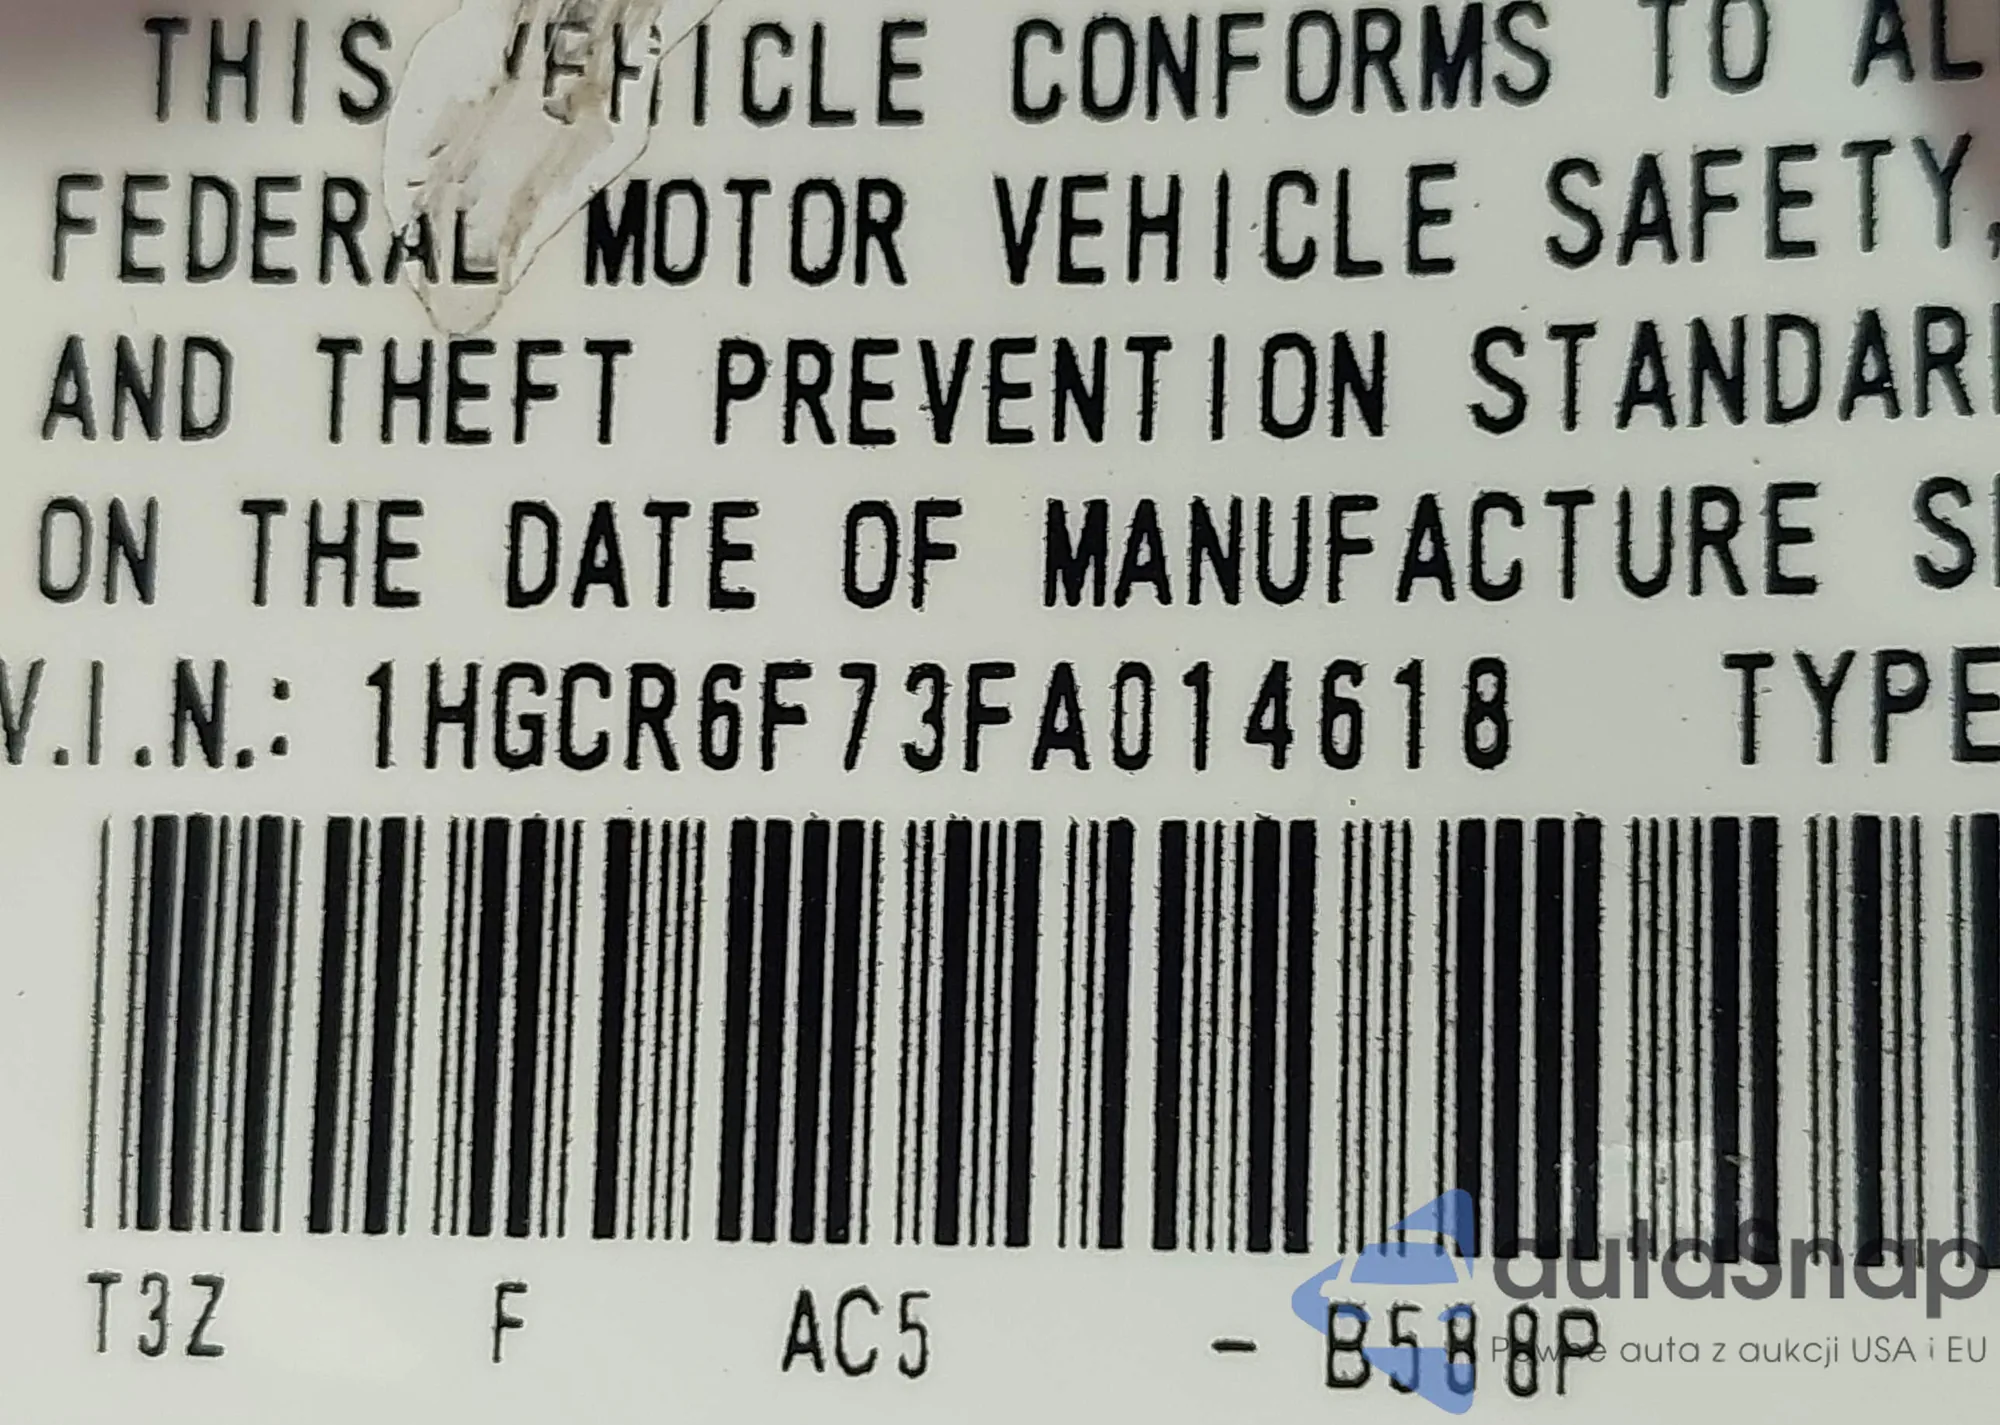 THIS VEHICLE CONFORMS TO AL
FEDERAL MOTOR VEHICLE SAFETY,
AND THEFT PREVENTION STANDAR
ON THE DATE OF MANUFACTURE S
V.I.N.: 1HGCR6F73FA014618 TYPE
T3Z F AC5 - B588P
autaSnap
Pewne auta z aukcji USA i EU